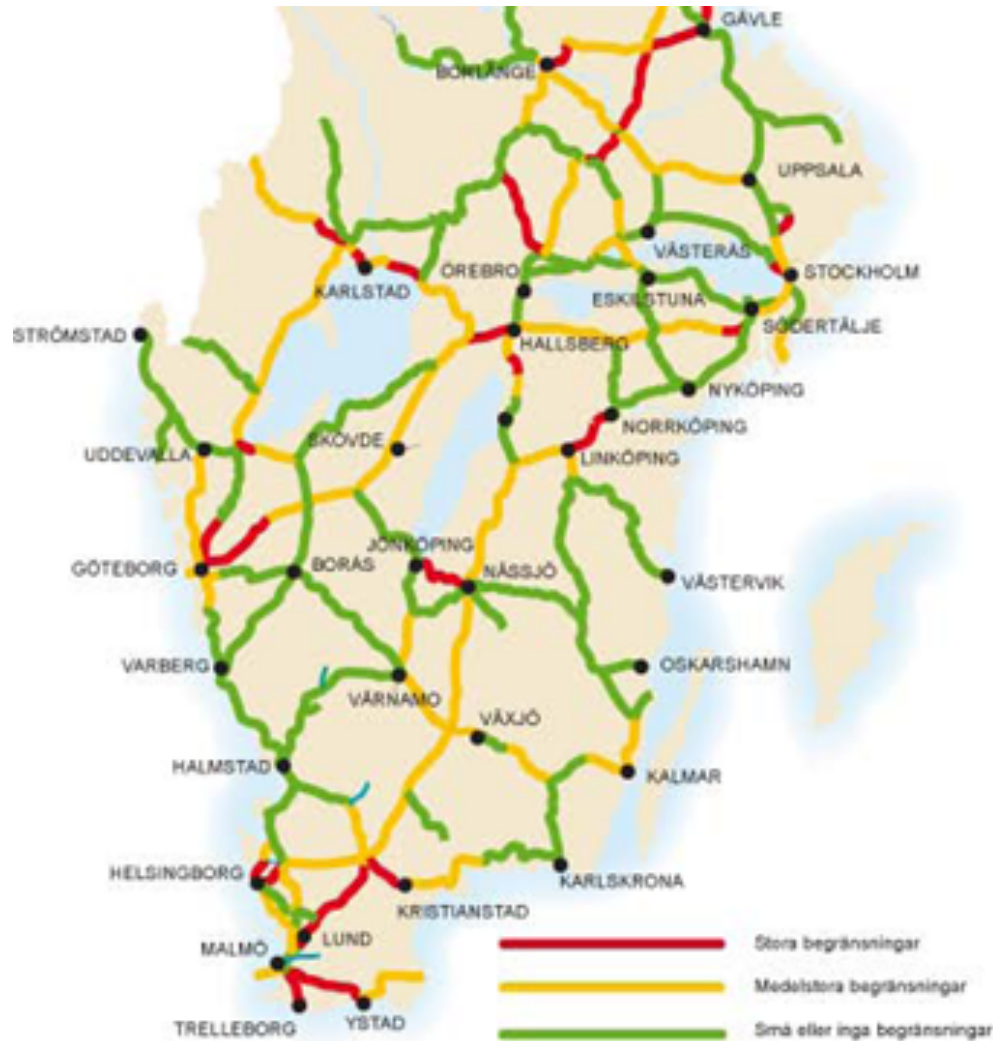 GÄVLE
BORLÄNGE
UPPSALA
VÄSTERÅS
ÖREBRO
STOCKHOLM
KARLSTAD
ESKILSTUNA
STRÖMSTAD
SÖDERTÄLJE
HALLSBERG
NYKÖPING
NORRKÖPING
SKÖVDE
UDDEVALLA
LINKÖPING
JÖNKÖPING
GÖTEBORG
BORÅS
NÄSSJÖ
VÄSTERVIK
VARBERG
OSKARSHAMN
VÄRNAMO
VÄXJÖ
HALMSTAD
KALMAR
HELSINGBORG
KARLSKRONA
KRISTIANSTAD
LUND
Stora begränsningar
MALMÖ
Medelstora begränsningar
TRELLEBORG
YSTAD
Små eller inga begränsningar